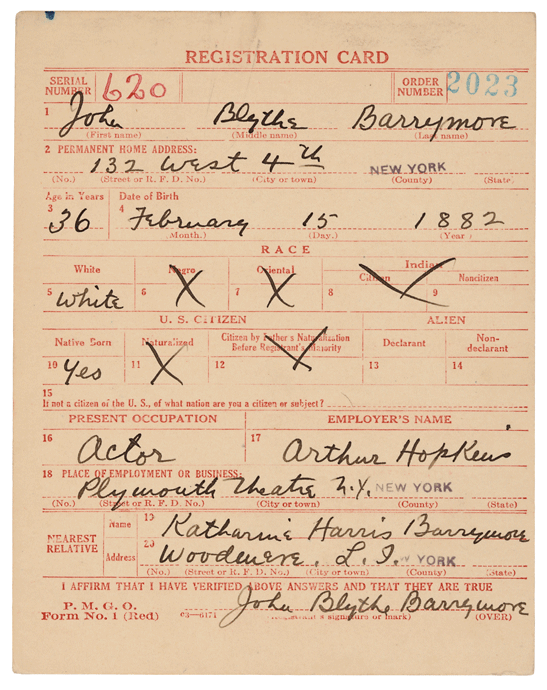 REGISTRATION CARD
SERIAL NUMBER 620 ORDER NUMBER 2023
1 John Blythe Barrymore
(First name) (Middle name) (Last name)
2 PERMANENT HOME ADDRESS:
132 West 4th NEW YORK
(No.) (Street or R. F. D. No.) (City or town) (County) (State)
Age in Years Date of Birth
3 36 4 February 15 1882
(Month.) (Day.) (Year)
RACE
White Negro Oriental Indian
Citizen Noncitizen
5 White 6 X 7 X 8 X 9
U. S. CITIZEN ALIEN
Native Born Naturalized Citizen by Father's Naturalization Before Registrant's Majority Declarant Non-declarant
10 Yes 11 X 12 X 13 14
15
If not a citizen of the U. S., of what nation are you a citizen or subject?
PRESENT OCCUPATION EMPLOYER'S NAME
16 Actor 17 Arthur Hopkins
18 PLACE OF EMPLOYMENT OR BUSINESS:
Plymouth Theatre N.Y. NEW YORK
(No.) (Street or R. F. D. No.) (City or town) (County) (State)
NEAREST RELATIVE
Name 19 Katharine Harris Barrymore
Address 20 Woodmere, L.I. NEW YORK
(No.) (Street or R. F. D. No.) (City or town) (County) (State)
I AFFIRM THAT I HAVE VERIFIED ABOVE ANSWERS AND THAT THEY ARE TRUE
P. M. G. O.
Form No. 1 (Red) 03—6171 John Blythe Barrymore
(Registrant's signature or mark) (OVER)